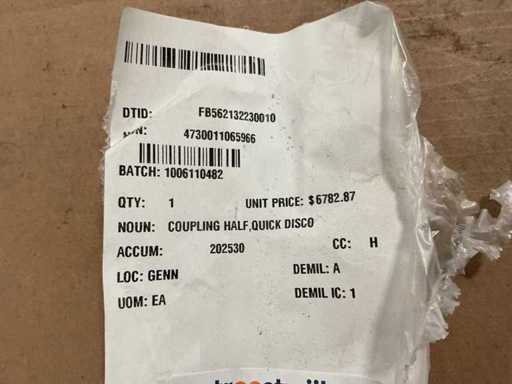 DTID: FB562132230010
4730011065966
BATCH: 1006110482
QTY: 1 UNIT PRICE: $6782.87
NOUN: COUPLING HALF,QUICK DISCO
ACCUM: 202530 CC: H
LOC: GENN DEMIL: A
UOM: EA DEMIL IC: 1